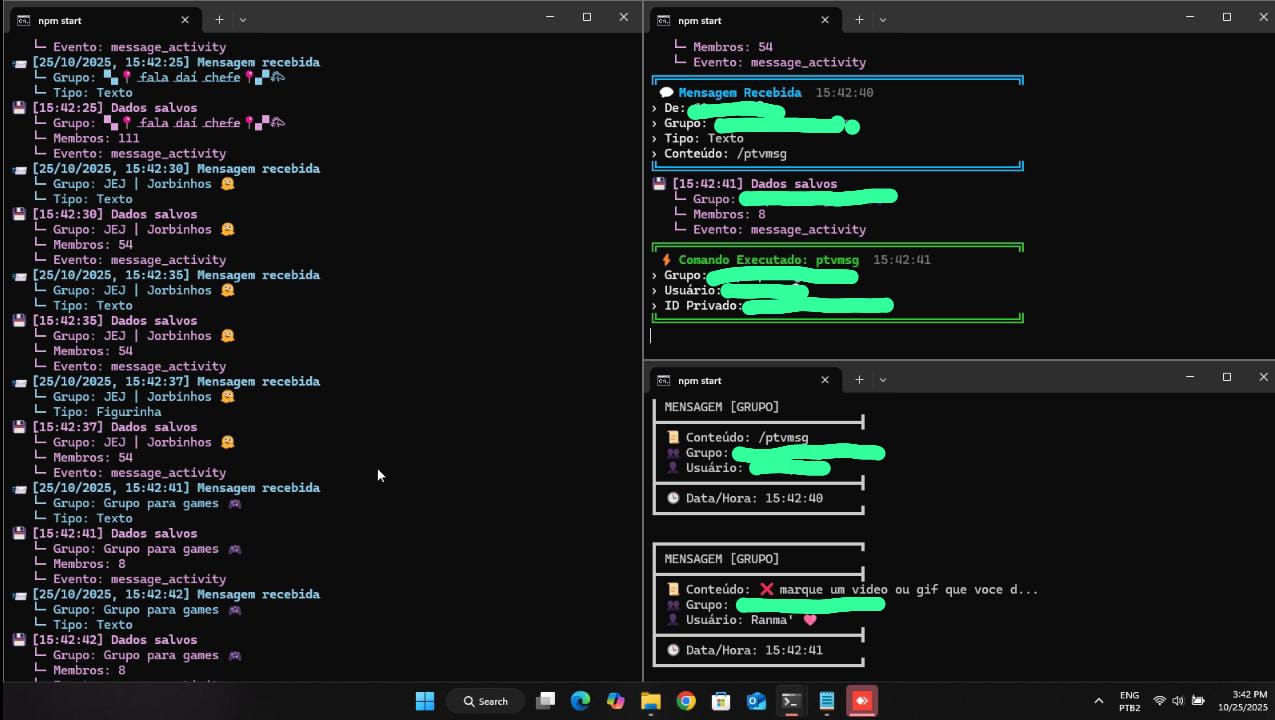 npm start
└─ Evento: message_activity
📨 [25/10/2025, 15:42:25] Mensagem recebida
└─ Grupo: ▚📍 fala daí chefe 📍▞
└─ Tipo: Texto
💾 [15:42:25] Dados salvos
└─ Grupo: ▚📍 fala daí chefe 📍▞
└─ Membros: 111
└─ Evento: message_activity
📨 [25/10/2025, 15:42:30] Mensagem recebida
└─ Grupo: JEJ | Jorbinhos 🫠
└─ Tipo: Texto
💾 [15:42:30] Dados salvos
└─ Grupo: JEJ | Jorbinhos 🫠
└─ Membros: 54
└─ Evento: message_activity
📨 [25/10/2025, 15:42:35] Mensagem recebida
└─ Grupo: JEJ | Jorbinhos 🫠
└─ Tipo: Texto
💾 [15:42:35] Dados salvos
└─ Grupo: JEJ | Jorbinhos 🫠
└─ Membros: 54
└─ Evento: message_activity
📨 [25/10/2025, 15:42:37] Mensagem recebida
└─ Grupo: JEJ | Jorbinhos 🫠
└─ Tipo: Figurinha
💾 [15:42:37] Dados salvos
└─ Grupo: JEJ | Jorbinhos 🫠
└─ Membros: 54
└─ Evento: message_activity
📨 [25/10/2025, 15:42:41] Mensagem recebida
└─ Grupo: Grupo para games 🎮
└─ Tipo: Texto
💾 [15:42:41] Dados salvos
└─ Grupo: Grupo para games 🎮
└─ Membros: 8
└─ Evento: message_activity
📨 [25/10/2025, 15:42:42] Mensagem recebida
└─ Grupo: Grupo para games 🎮
└─ Tipo: Texto
💾 [15:42:42] Dados salvos
└─ Grupo: Grupo para games 🎮
└─ Membros: 8
npm start
└─ Membros: 54
└─ Evento: message_activity
💬 Mensagem Recebida 15:42:40
› De:
› Grupo:
› Tipo: Texto
› Conteúdo: /ptvmsg
💾 [15:42:41] Dados salvos
└─ Grupo:
└─ Membros: 8
└─ Evento: message_activity
⚡ Comando Executado: ptvmsg 15:42:41
› Grupo:
› Usuário:
› ID Privado:
npm start
MENSAGEM [GRUPO]
📜 Conteúdo: /ptvmsg
👥 Grupo:
👤 Usuário:
🕒 Data/Hora: 15:42:40
MENSAGEM [GRUPO]
📜 Conteúdo: ❌ marque um video ou gif que voce d...
👥 Grupo:
👤 Usuário: Ranma' ♥
🕒 Data/Hora: 15:42:41
Search
ENG
PTB2
3:42 PM
10/25/2025